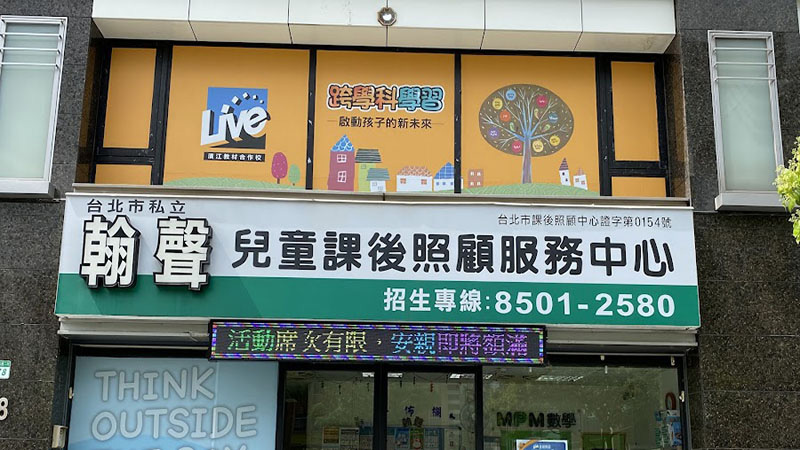 Live
康江教材合作校
跨學科學習
啟動孩子的新未來
台北市私立
翰聲
兒童課後照顧服務中心
台北市課後照顧中心證字第0154號
招生專線:8501-2580
活動席次有限，安親即將額滿
THINK
OUTSIDE
MPM數學
8